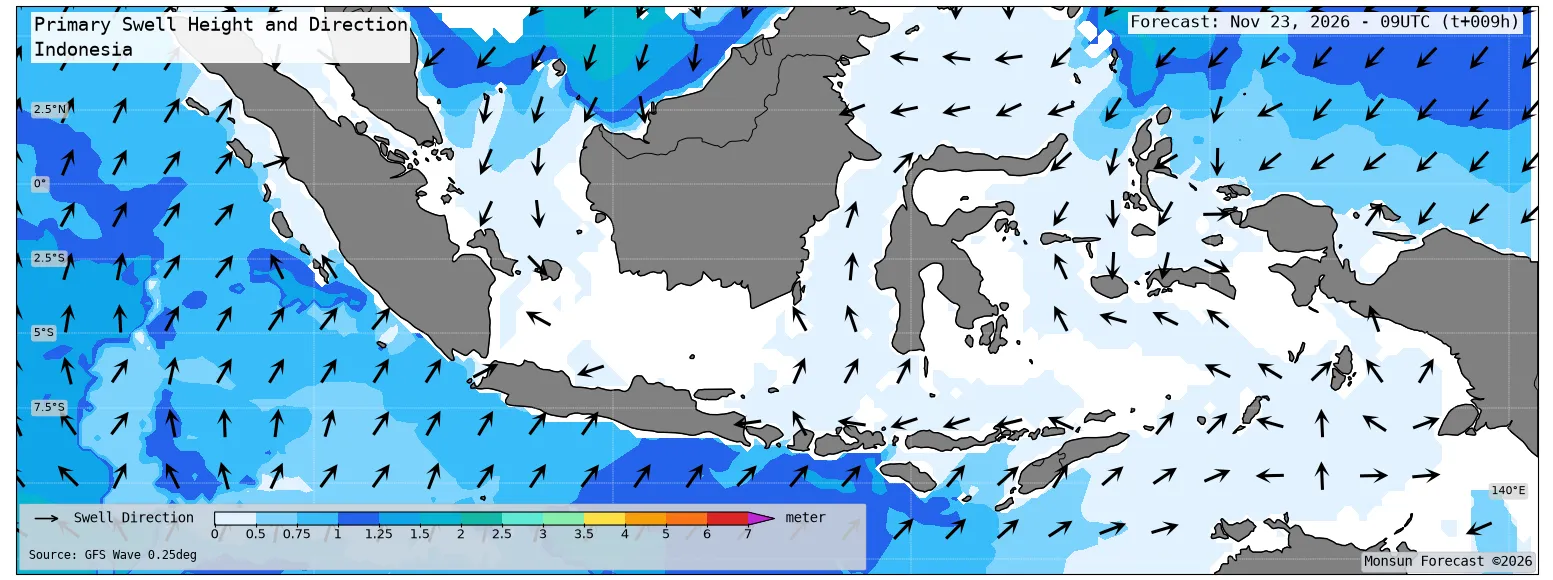 Primary Swell Height and Direction
Indonesia
Forecast: Nov 23, 2026 - 09UTC (t+009h)
2.5°N
0°
2.5°S
5°S
7.5°S
140°E
Swell Direction
0 0.5 0.75 1 1.25 1.5 2 2.5 3 3.5 4 5 6 7 meter
Source: GFS Wave 0.25deg
Monsun Forecast ©2026